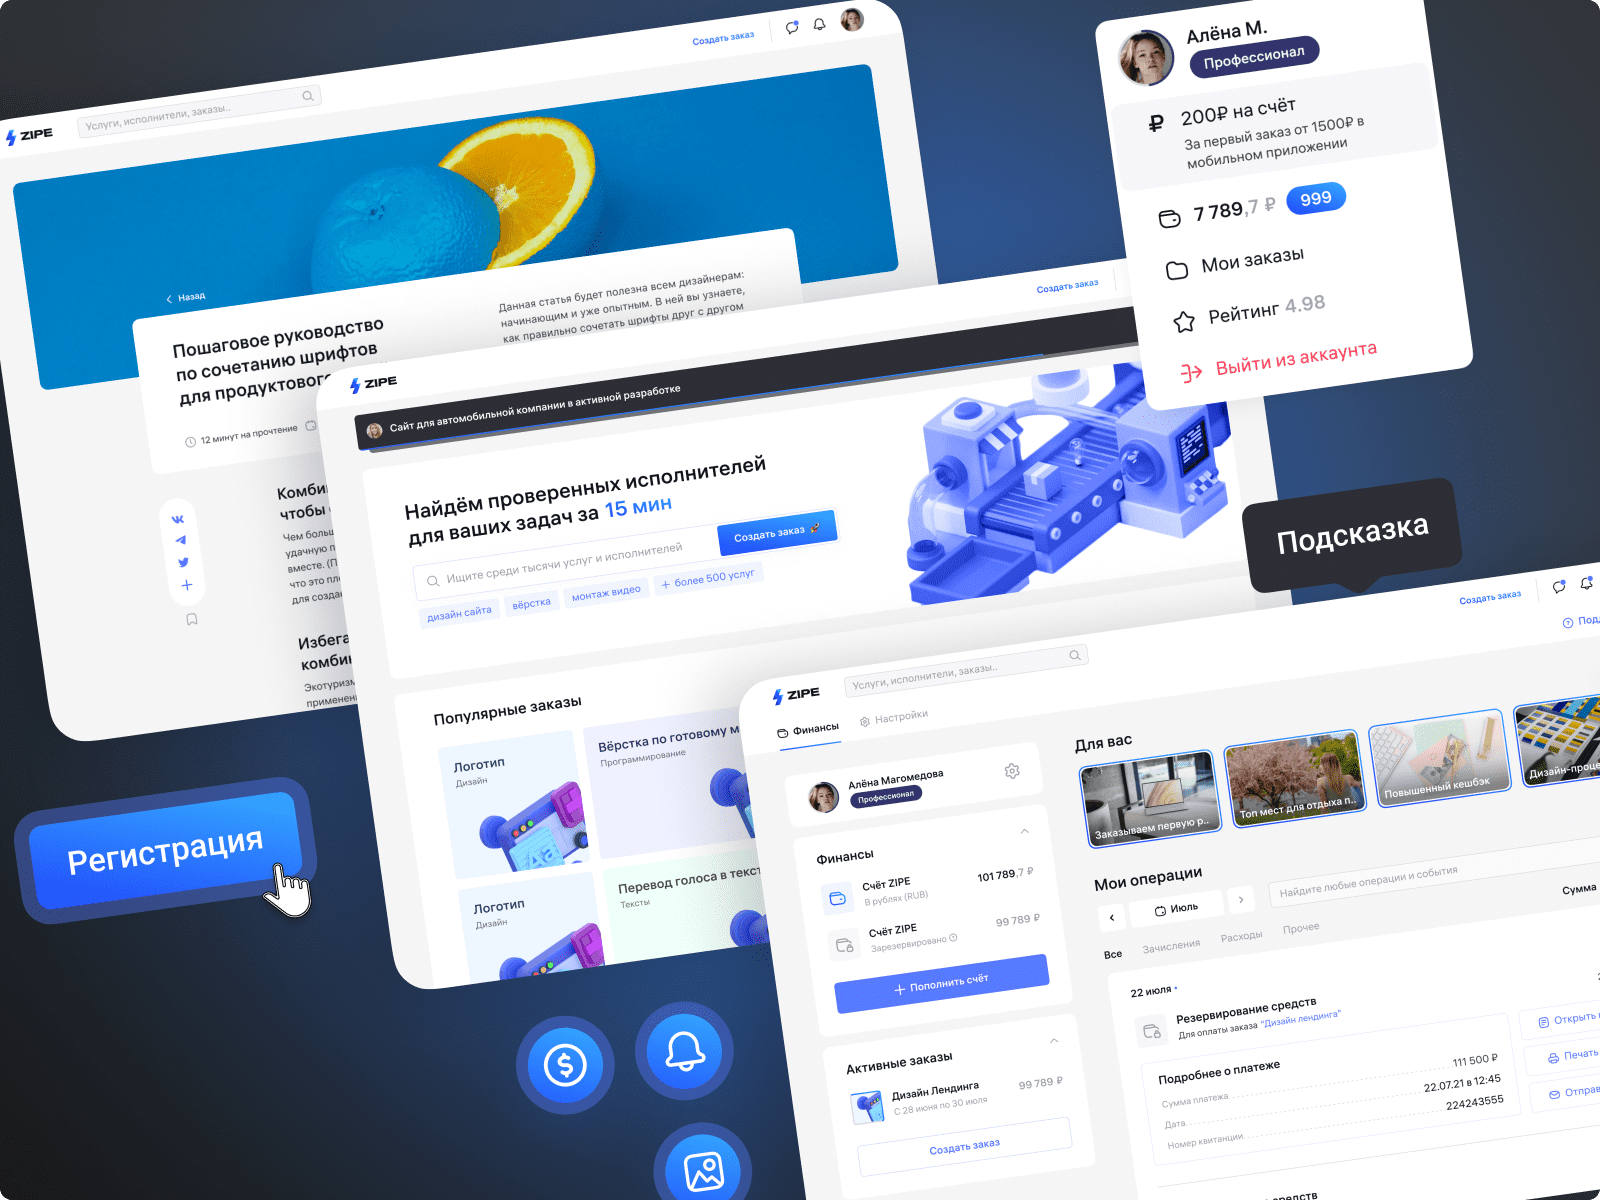 ZIPE
Услуги, исполнители, заказы..
Создать заказ
Назад
Пошаговое руководство
по сочетанию шрифтов
для продуктового
12 минут на прочтение
Данная статья будет полезна всем дизайнерам:
начинающим и уже опытным. В ней вы узнаете,
как правильно сочетать шрифты друг с другом
чтобы
Чем
удачную
вместе.
что это
для
Избега
Экотуризм
ZIPE
Создать заказ
Сайт для автомобильной компании в активной разработке
Найдём проверенных исполнителей
для ваших задач за 15 мин
Ищите среди тысячи услуг и исполнителей
Создать заказ
дизайн сайта
вёрстка
монтаж видео
+ более 500 услуг
Популярные заказы
Логотип
Дизайн
Вёрстка по готовому м
Программирование
Логотип
Дизайн
Перевод голоса в текст
Тексты
Алёна М.
Профессионал
₽ 200₽ на счёт
За первый заказ от 1500₽ в
мобильном приложении
7 789,7 ₽ 999
Мои заказы
Рейтинг 4.98
Выйти из аккаунта
Подсказка
Регистрация
ZIPE
Услуги, исполнители, заказы..
Создать заказ
Финансы
Настройки
Алёна Магомедова
Профессионал
Финансы
Счёт ZIPE
В рублях (RUB)
101 789,7 ₽
Счёт ZIPE
Зарезервировано
99 789 ₽
+ Пополнить счёт
Активные заказы
Дизайн Лендинга
С 28 июня по 30 июля
99 789 ₽
Создать заказ
Для вас
Заказываем первую р..
Топ мест для отдыха п..
Повышенный кешбэк
Дизайн-проце
Мои операции
Июль
Найдите любые операции и события
Все
Зачисления
Расходы
Прочее
Сумма
22 июля
Резервирование средств
Для оплаты заказа "Дизайн лендинга"
Подробнее о платеже
Сумма платежа 111 500 ₽
Дата 22.07.21 в 12:45
Номер квитанции 224243555
Открыть
Печать
Отправ